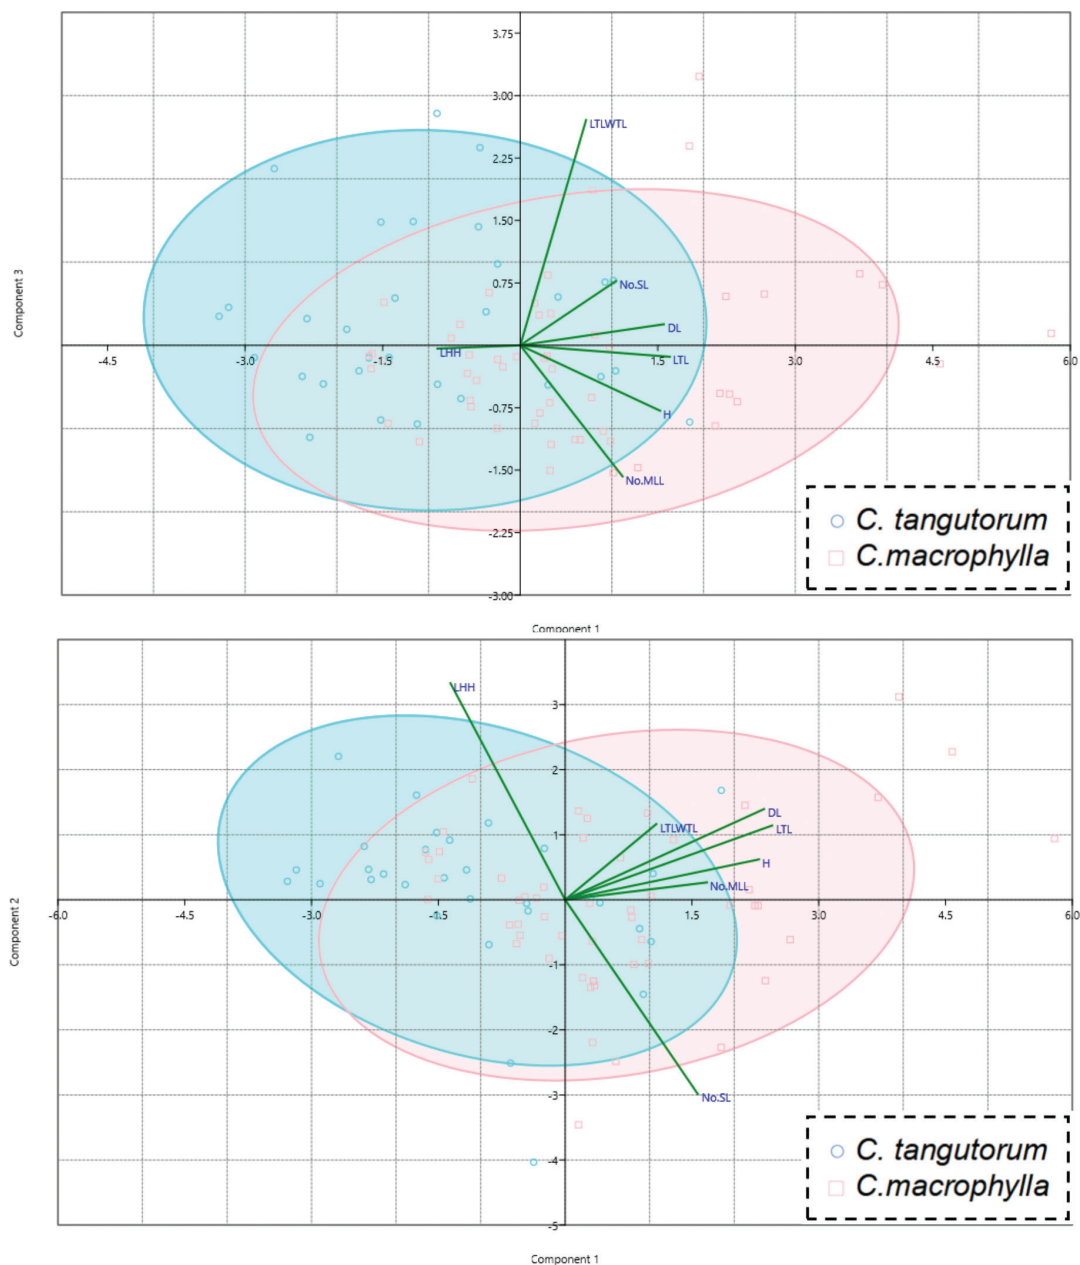 3.75
3.00
LTLWTL
2.25
1.50
0.75
No.SL
DL
Component 3
-4.5
-3.0
-1.5
LHH
1.5
LTL
3.0
4.5
6.0
-0.75
H
-1.50
No.MLL
-2.25
-3.00
C. tangutorum
C.macrophylla
Component 1
LHH
3
2
DL
LTLWTL
LTL
1
H
No.MLL
Component 2
-6.0
-4.5
-3.0
-1.5
1.5
3.0
4.5
6.0
-1
-2
-3
No.SL
-4
-5
C. tangutorum
C.macrophylla
Component 1